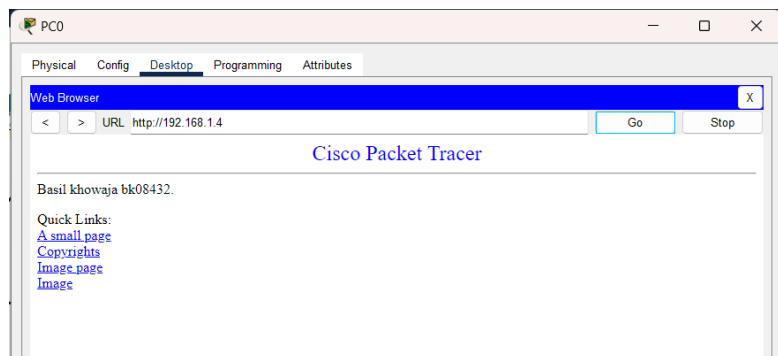 PC0
Physical Config Desktop Programming Attributes
Web Browser
X
< > URL http://192.168.1.4 Go Stop
Cisco Packet Tracer
Basil khowaja bk08432.
Quick Links:
A small page
Copyrights
Image page
Image